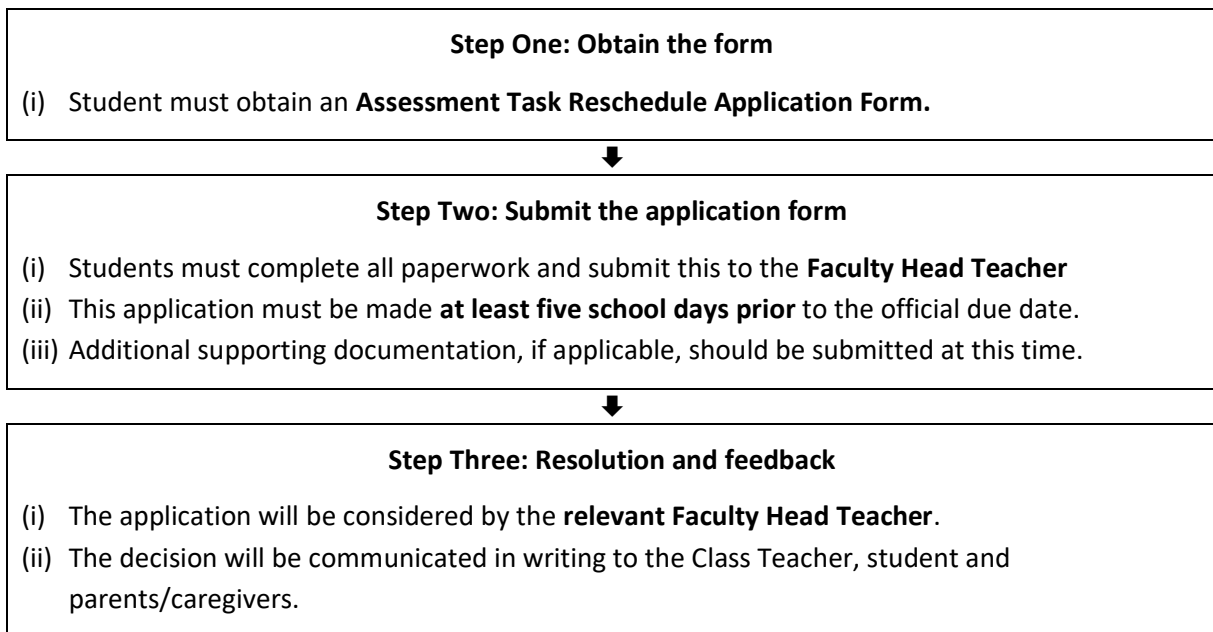 Step One: Obtain the form
(i) Student must obtain an Assessment Task Reschedule Application Form.
Step Two: Submit the application form
(i) Students must complete all paperwork and submit this to the Faculty Head Teacher
(ii) This application must be made at least five school days prior to the official due date.
(iii) Additional supporting documentation, if applicable, should be submitted at this time.
Step Three: Resolution and feedback
(i) The application will be considered by the relevant Faculty Head Teacher.
(ii) The decision will be communicated in writing to the Class Teacher, student and
parents/caregivers.